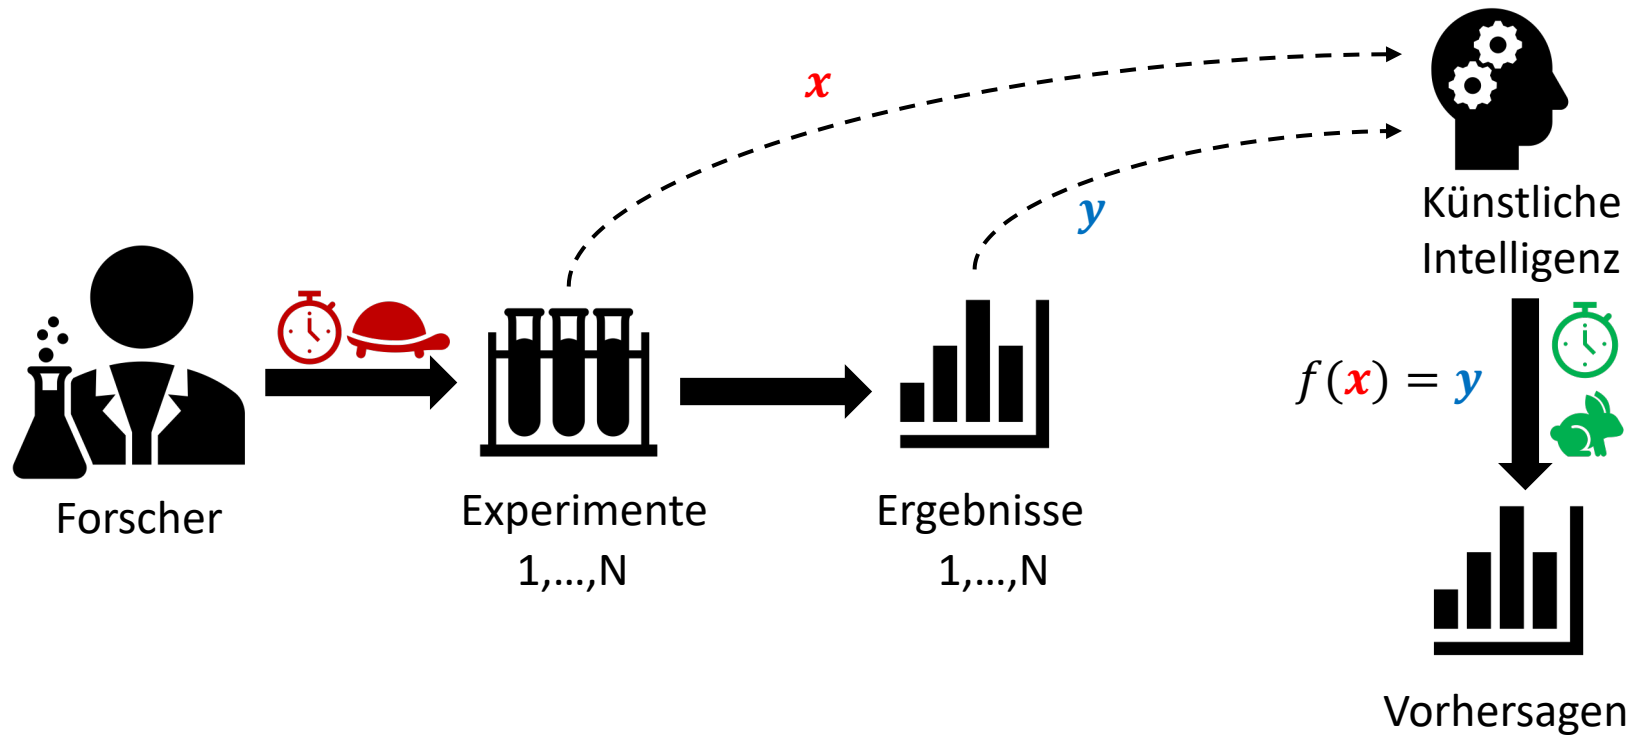 x
y
Künstliche
Intelligenz
f(x) = y
Forscher
Experimente
1,...,N
Ergebnisse
1,...,N
Vorhersagen